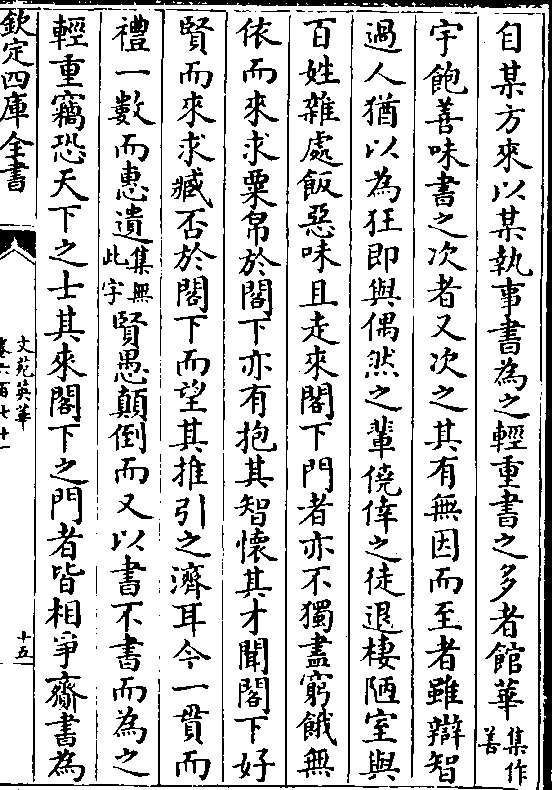 自某方來以某執事書為之輕重書之多者館華集作善
宇飽善味書之次者又次之其有無因而至者雖辯智
過人猶以為狂即與偶然之輩僥倖之徒退棲陋室與
百姓雜處飯惡味且走來閣下門者亦不獨盡窮餓無
依而來求粟帛於閣下亦有抱其智懷其才聞閣下好
賢而來求臧否於閣下而望其推引之濟耳今一貫而
禮一數而惠遺集無此字賢愚顛倒而又以書不書而為之
輕重竊恐天下之士其來閣下之門者皆相爭齎書為
欽定四庫全書
文苑英華
卷六百七十一
十五